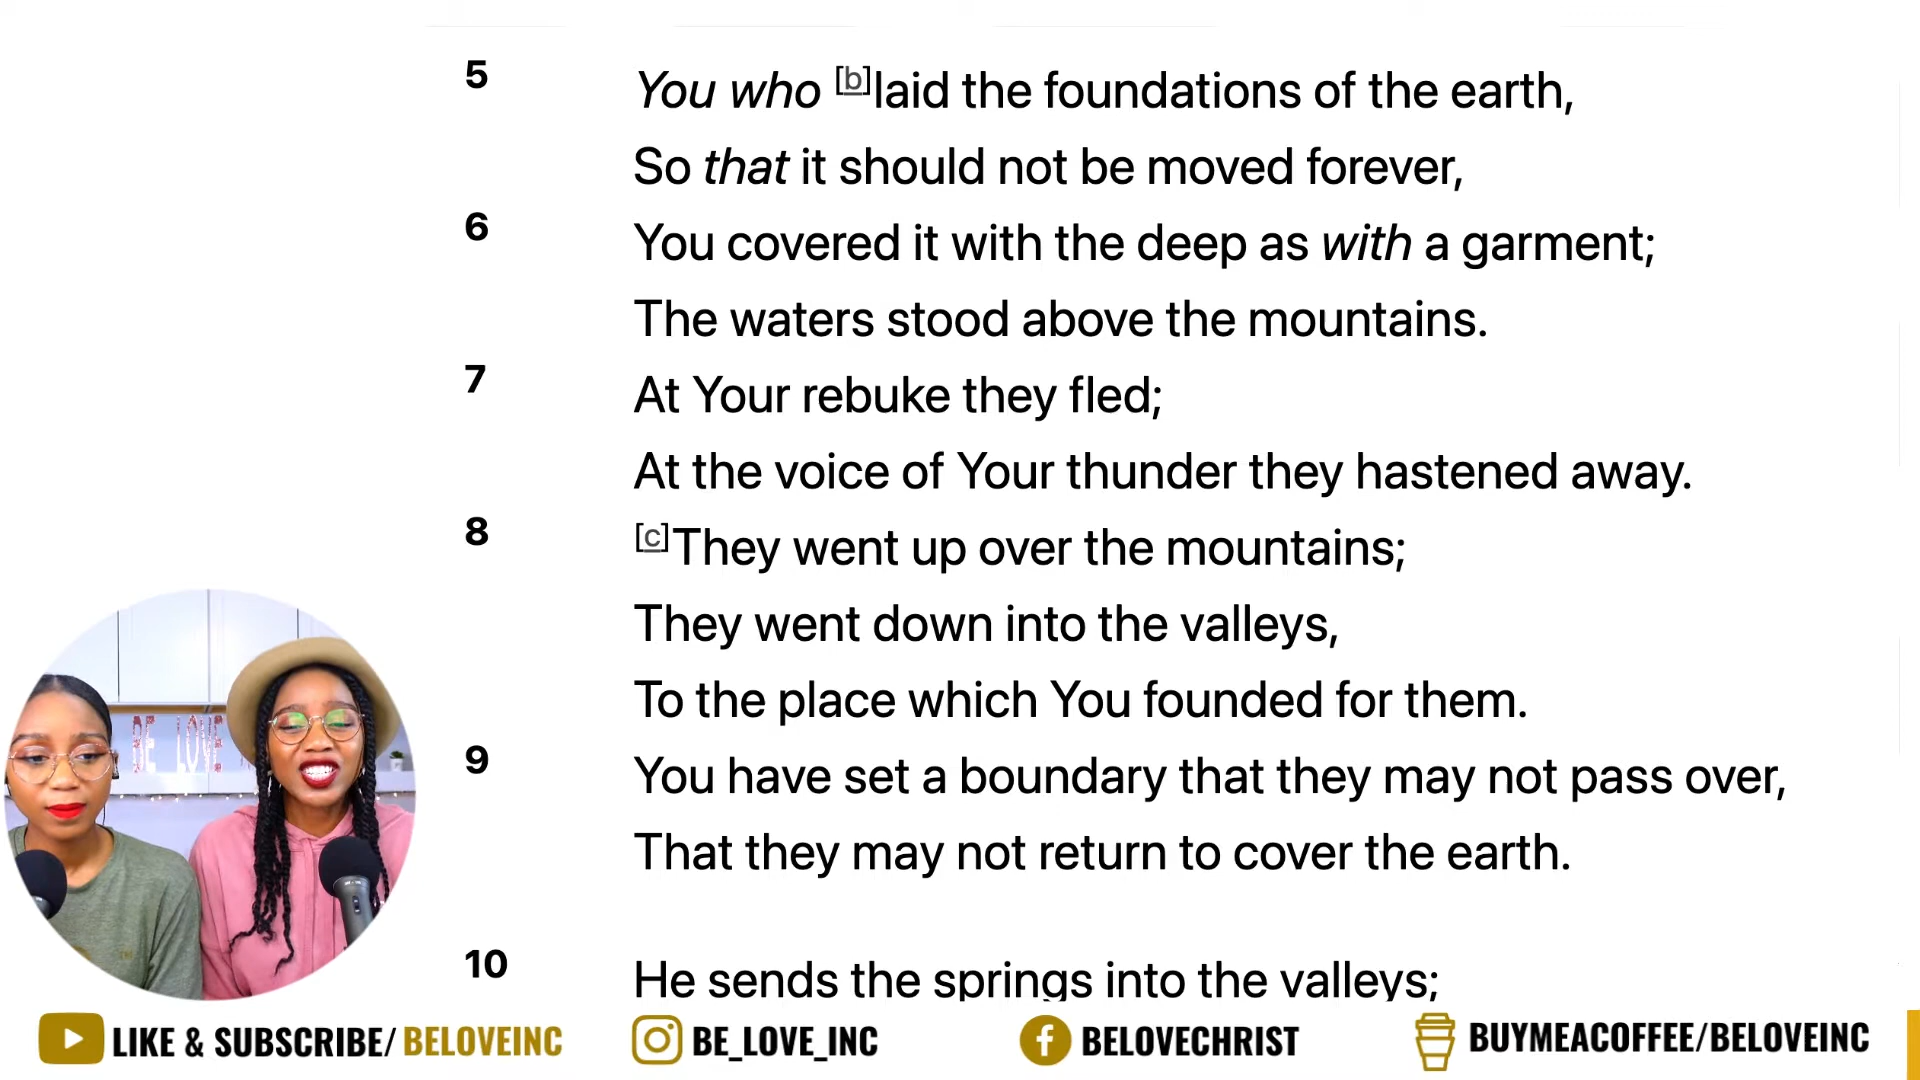 5 You who [b]laid the foundations of the earth,
So that it should not be moved forever,
6 You covered it with the deep as with a garment;
The waters stood above the mountains.
7 At Your rebuke they fled;
At the voice of Your thunder they hastened away.
8 [c]They went up over the mountains;
They went down into the valleys,
To the place which You founded for them.
9 You have set a boundary that they may not pass over,
That they may not return to cover the earth.
10 He sends the springs into the valleys;
BE LOVE
LIKE & SUBSCRIBE/ BELOVEINC
BE_LOVE_INC
BELOVECHRIST
BUYMEACOFFEE/BELOVEINC